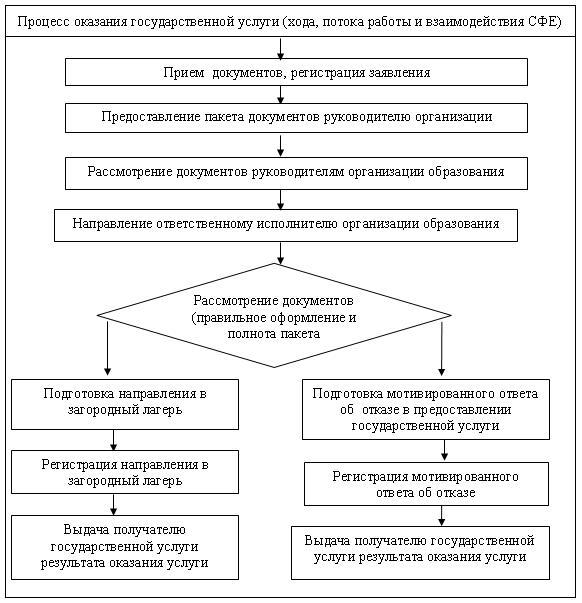 Процесс оказания государственной услуги (хода, потока работы и взаимодействия СФЕ)
Прием документов, регистрация заявления
Предоставление пакета документов руководителю организации
Рассмотрение документов руководителям организации образования
Направление ответственному исполнителю организации образования
Рассмотрение документов
(правильное оформление и
полнота пакета
Подготовка направления в
загородный лагерь
Регистрация направления в
загородный лагерь
Выдача получателю
государственной услуги
результата оказания услуги
Подготовка мотивированного ответа
об отказе в предоставлении
государственной услуги
Регистрация мотивированного
ответа об отказе
Выдача получателю государственной
услуги результата оказания услуги